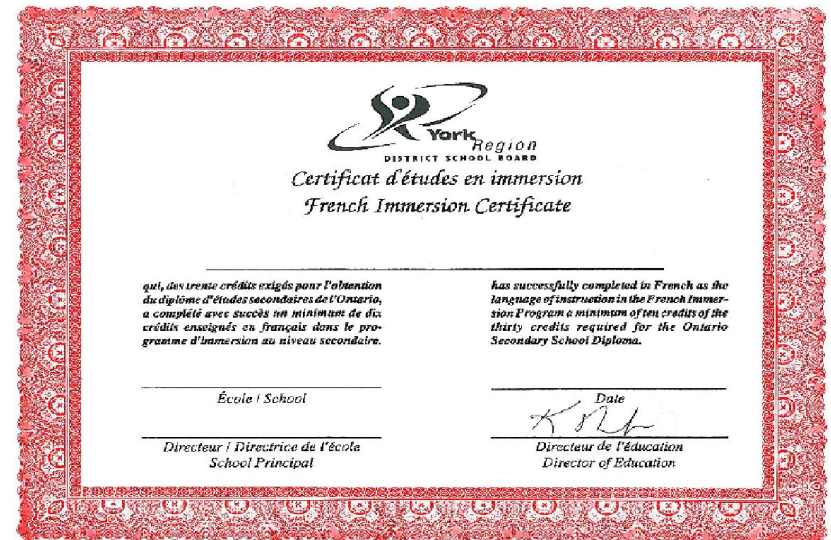 York
Region
DISTRICT SCHOOL BOARD
Certificat d'études en immersion
French Immersion Certificate
qui, des trente crédits exigés pour l'obtention
du diplôme d'études secondaires de l'Ontario,
a complété avec succès un minimum de dix
crédits enseignés en français dans le pro-
gramme d'immersion au niveau secondaire.
has successfully completed in French as the
language of instruction in the French Immer-
sion Program a minimum of ten credits of the
thirty credits required for the Ontario
Secondary School Diploma.
École / School
Date
Directeur / Directrice de l'école
School Principal
Directeur de l'éducation
Director of Education